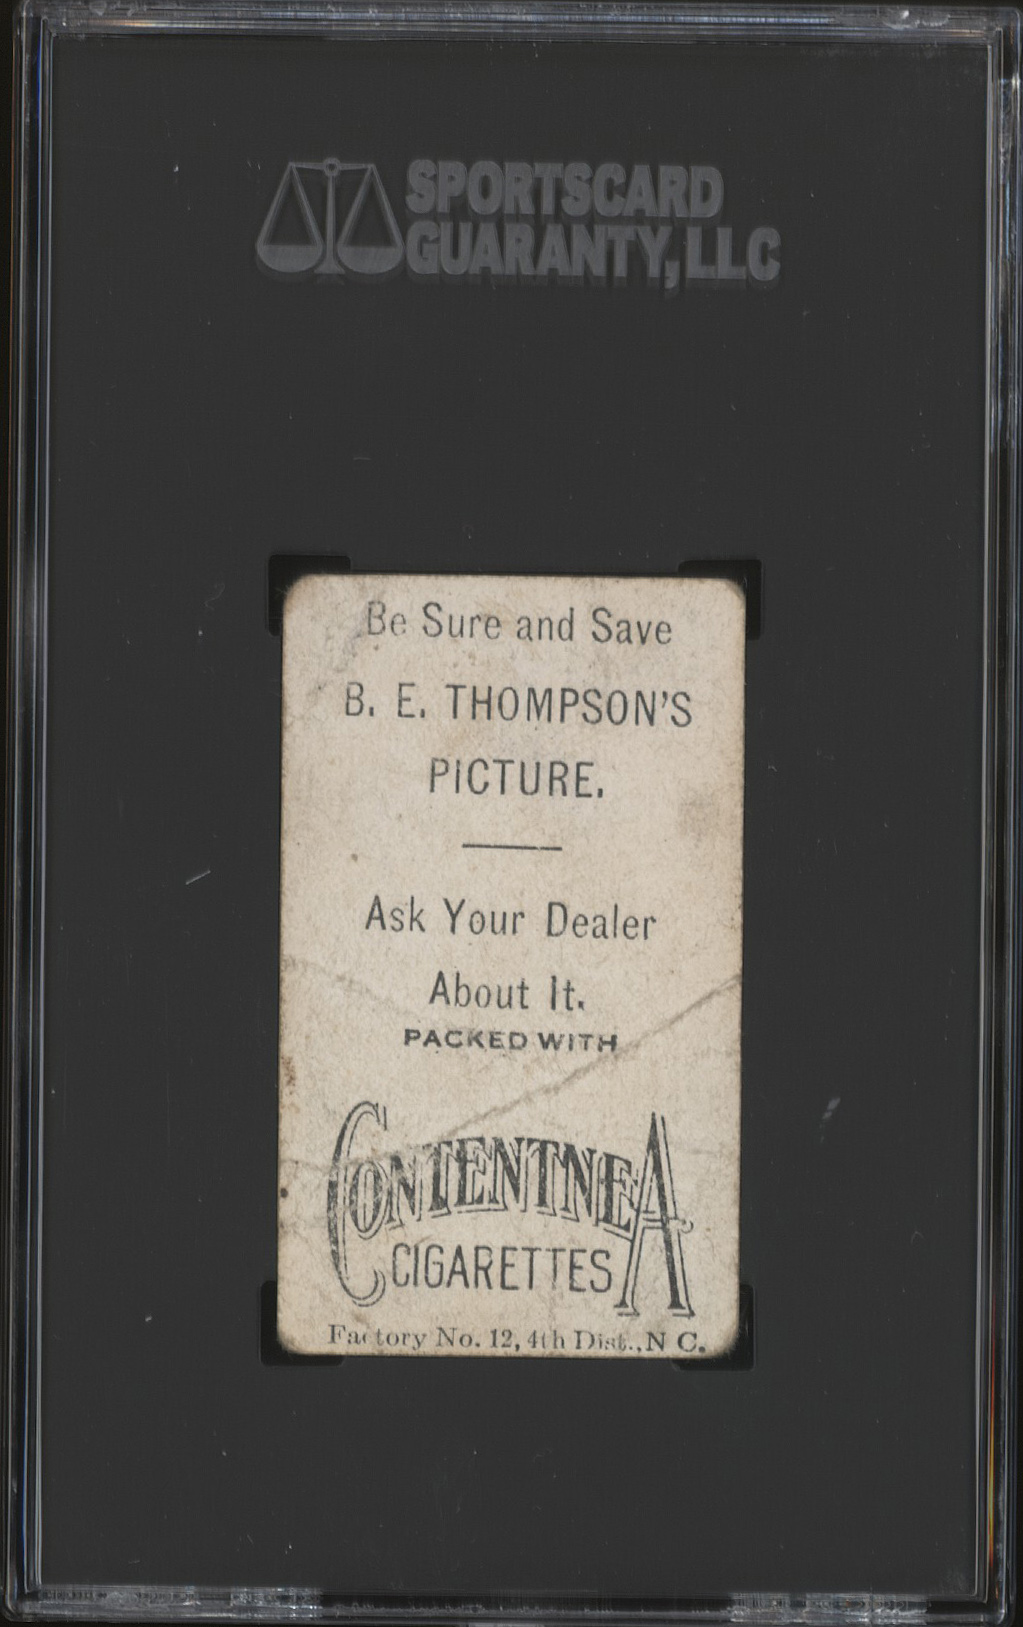 SPORTSCARD
GUARANTY, LLC
Be Sure and Save
B. E. THOMPSON'S
PICTURE.
Ask Your Dealer
About It.
PACKED WITH
CONTENTNEA
CIGARETTES
Factory No. 12, 4th Dist., N C.